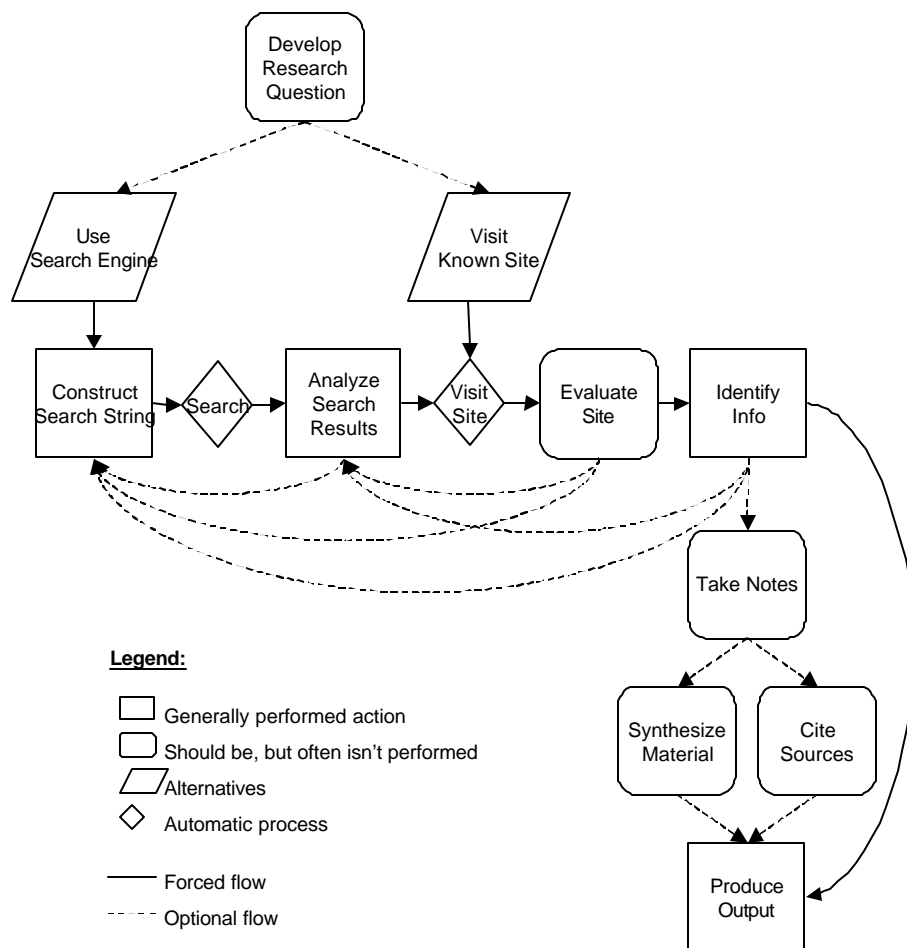 Develop
Research
Question
Use
Search Engine
Visit
Known Site
Construct
Search String
Search
Analyze
Search
Results
Visit
Site
Evaluate
Site
Identify
Info
Take Notes
Synthesize
Material
Cite
Sources
Produce
Output
Legend:
Generally performed action
Should be, but often isn't performed
Alternatives
Automatic process
Forced flow
Optional flow